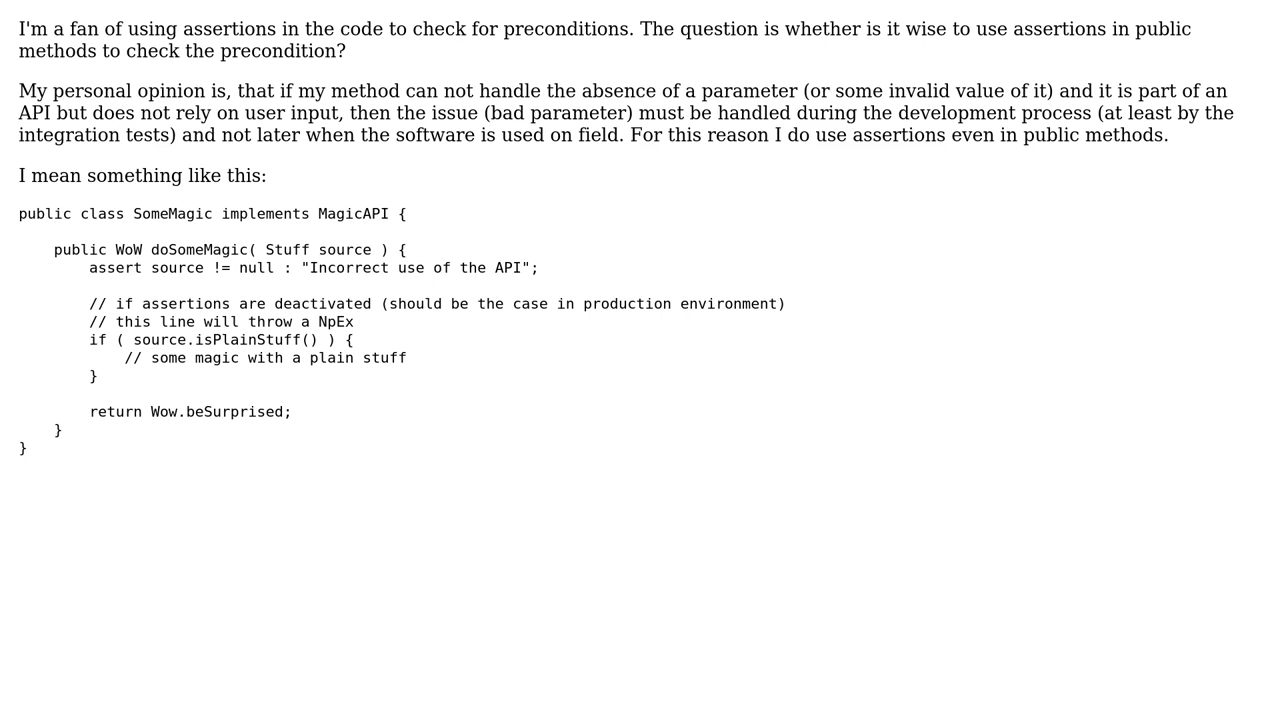 I'm a fan of using assertions in the code to check for preconditions. The question is whether is it wise to use assertions in public
methods to check the precondition?
My personal opinion is, that if my method can not handle the absence of a parameter (or some invalid value of it) and it is part of an
API but does not rely on user input, then the issue (bad parameter) must be handled during the development process (at least by the
integration tests) and not later when the software is used on field. For this reason I do use assertions even in public methods.
I mean something like this:
public class SomeMagic implements MagicAPI {
    public WoW doSomeMagic( Stuff source ) {
        assert source != null : "Incorrect use of the API";
        // if assertions are deactivated (should be the case in production environment)
        // this line will throw a NpEx
        if ( source.isPlainStuff() ) {
            // some magic with a plain stuff
        }
        return Wow.beSurprised;
    }
}